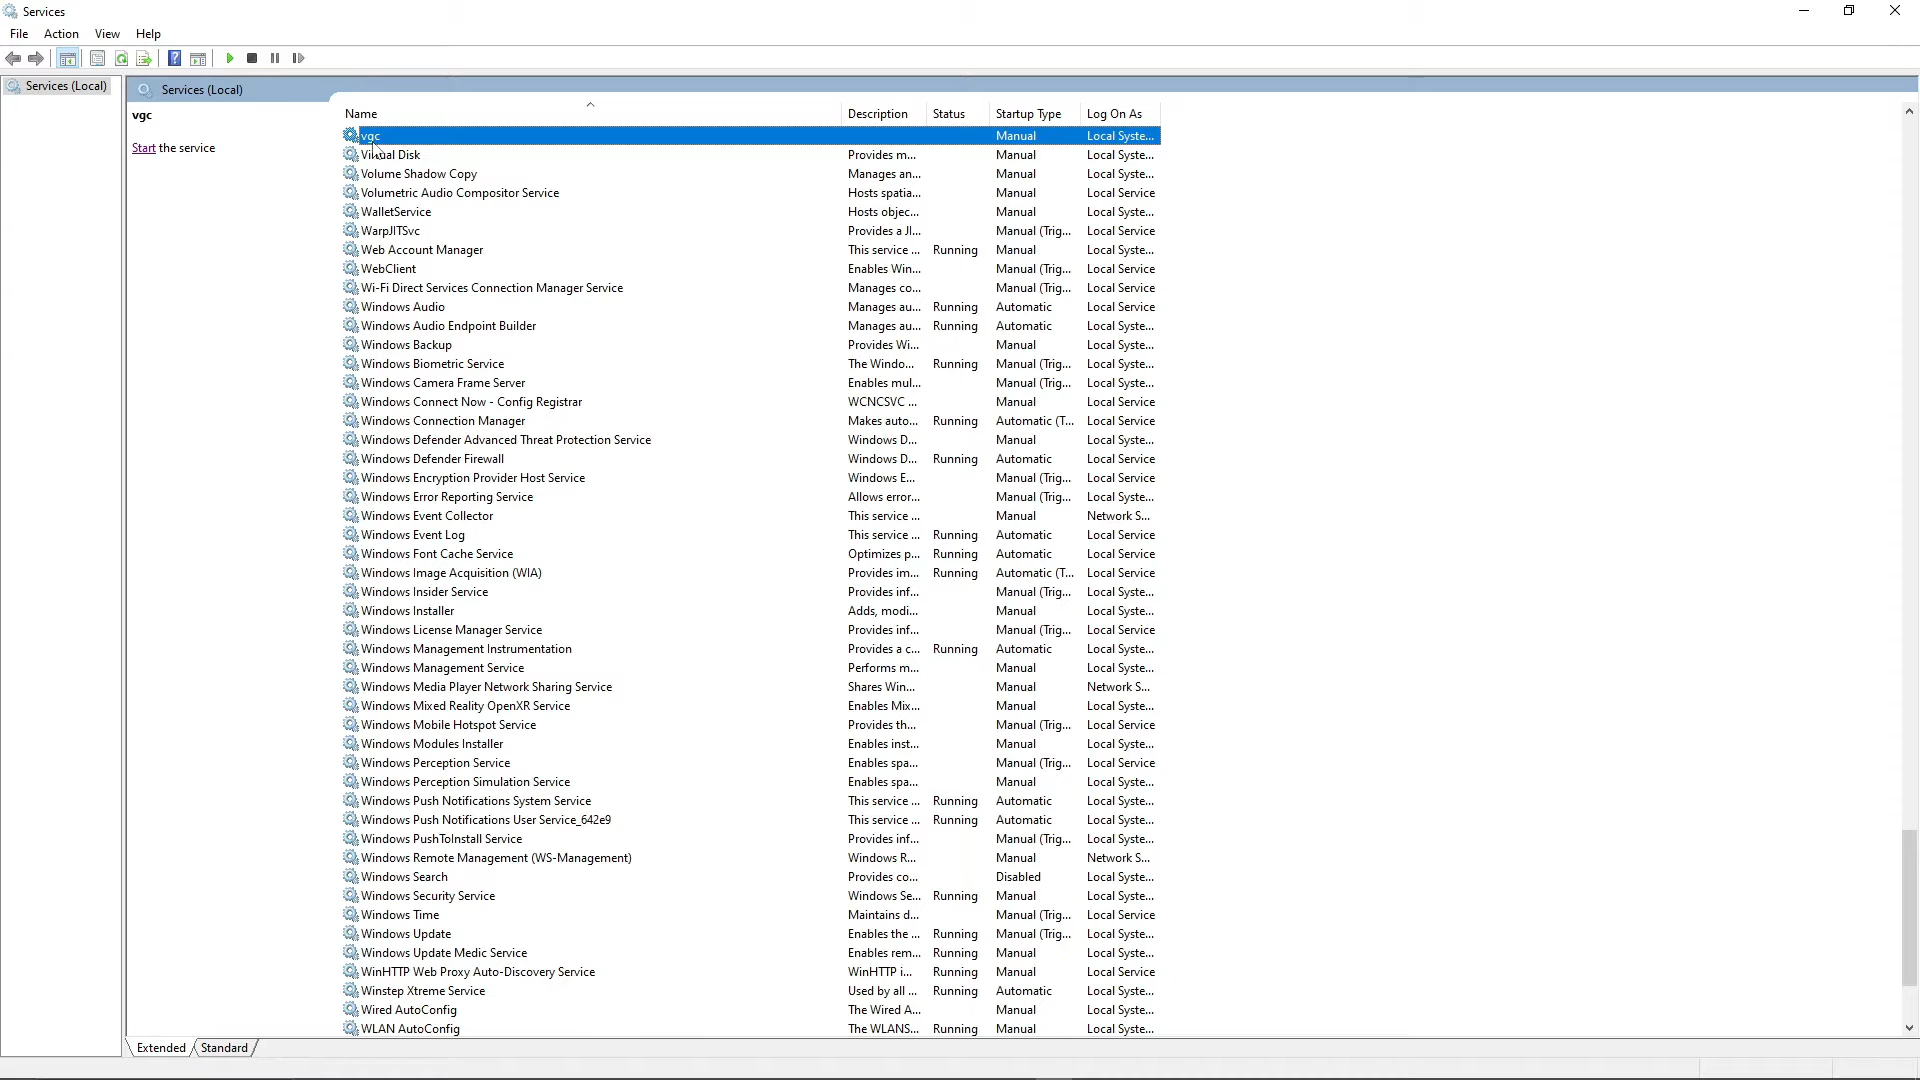 Services
File Action View Help
Services (Local)
Services (Local)
vgc
Start the service
Name Description Status Startup Type Log On As
vgc Manual Local Syste...
Virtual Disk Provides m... Manual Local Syste...
Volume Shadow Copy Manages an... Manual Local Syste...
Volumetric Audio Compositor Service Hosts spatia... Manual Local Service
WalletService Hosts objec... Manual Local Syste...
WarpJITSvc Provides a JI... Manual (Trig... Local Service
Web Account Manager This service ... Running Manual Local Syste...
WebClient Enables Win... Manual (Trig... Local Service
Wi-Fi Direct Services Connection Manager Service Manages co... Manual (Trig... Local Service
Windows Audio Manages au... Running Automatic Local Service
Windows Audio Endpoint Builder Manages au... Running Automatic Local Syste...
Windows Backup Provides Wi... Manual Local Syste...
Windows Biometric Service The Windo... Running Manual (Trig... Local Syste...
Windows Camera Frame Server Enables mul... Manual (Trig... Local Syste...
Windows Connect Now - Config Registrar WCNCSVC ... Manual Local Service
Windows Connection Manager Makes auto... Running Automatic (T... Local Service
Windows Defender Advanced Threat Protection Service Windows D... Manual Local Syste...
Windows Defender Firewall Windows D... Running Automatic Local Service
Windows Encryption Provider Host Service Windows E... Manual (Trig... Local Service
Windows Error Reporting Service Allows error... Manual (Trig... Local Syste...
Windows Event Collector This service ... Manual Network S...
Windows Event Log This service ... Running Automatic Local Service
Windows Font Cache Service Optimizes p... Running Automatic Local Service
Windows Image Acquisition (WIA) Provides im... Running Automatic (T... Local Service
Windows Insider Service Provides inf... Manual (Trig... Local Syste...
Windows Installer Adds, modi... Manual Local Syste...
Windows License Manager Service Provides inf... Manual (Trig... Local Service
Windows Management Instrumentation Provides a c... Running Automatic Local Syste...
Windows Management Service Performs m... Manual Local Syste...
Windows Media Player Network Sharing Service Shares Win... Manual Network S...
Windows Mixed Reality OpenXR Service Enables Mix... Manual Local Syste...
Windows Mobile Hotspot Service Provides th... Manual (Trig... Local Service
Windows Modules Installer Enables inst... Manual Local Syste...
Windows Perception Service Enables spa... Manual (Trig... Local Service
Windows Perception Simulation Service Enables spa... Manual Local Syste...
Windows Push Notifications System Service This service ... Running Automatic Local Syste...
Windows Push Notifications User Service_642e9 This service ... Running Automatic Local Syste...
Windows PushToInstall Service Provides inf... Manual (Trig... Local Syste...
Windows Remote Management (WS-Management) Windows R... Manual Network S...
Windows Search Provides co... Disabled Local Syste...
Windows Security Service Windows Se... Running Manual Local Syste...
Windows Time Maintains d... Manual (Trig... Local Service
Windows Update Enables the ... Running Manual (Trig... Local Syste...
Windows Update Medic Service Enables rem... Running Manual Local Syste...
WinHTTP Web Proxy Auto-Discovery Service WinHTTP i... Running Manual Local Service
Winstep Xtreme Service Used by all ... Running Automatic Local Syste...
Wired AutoConfig The Wired A... Manual Local Syste...
WLAN AutoConfig The WLANS... Running Manual Local Syste...
Extended Standard